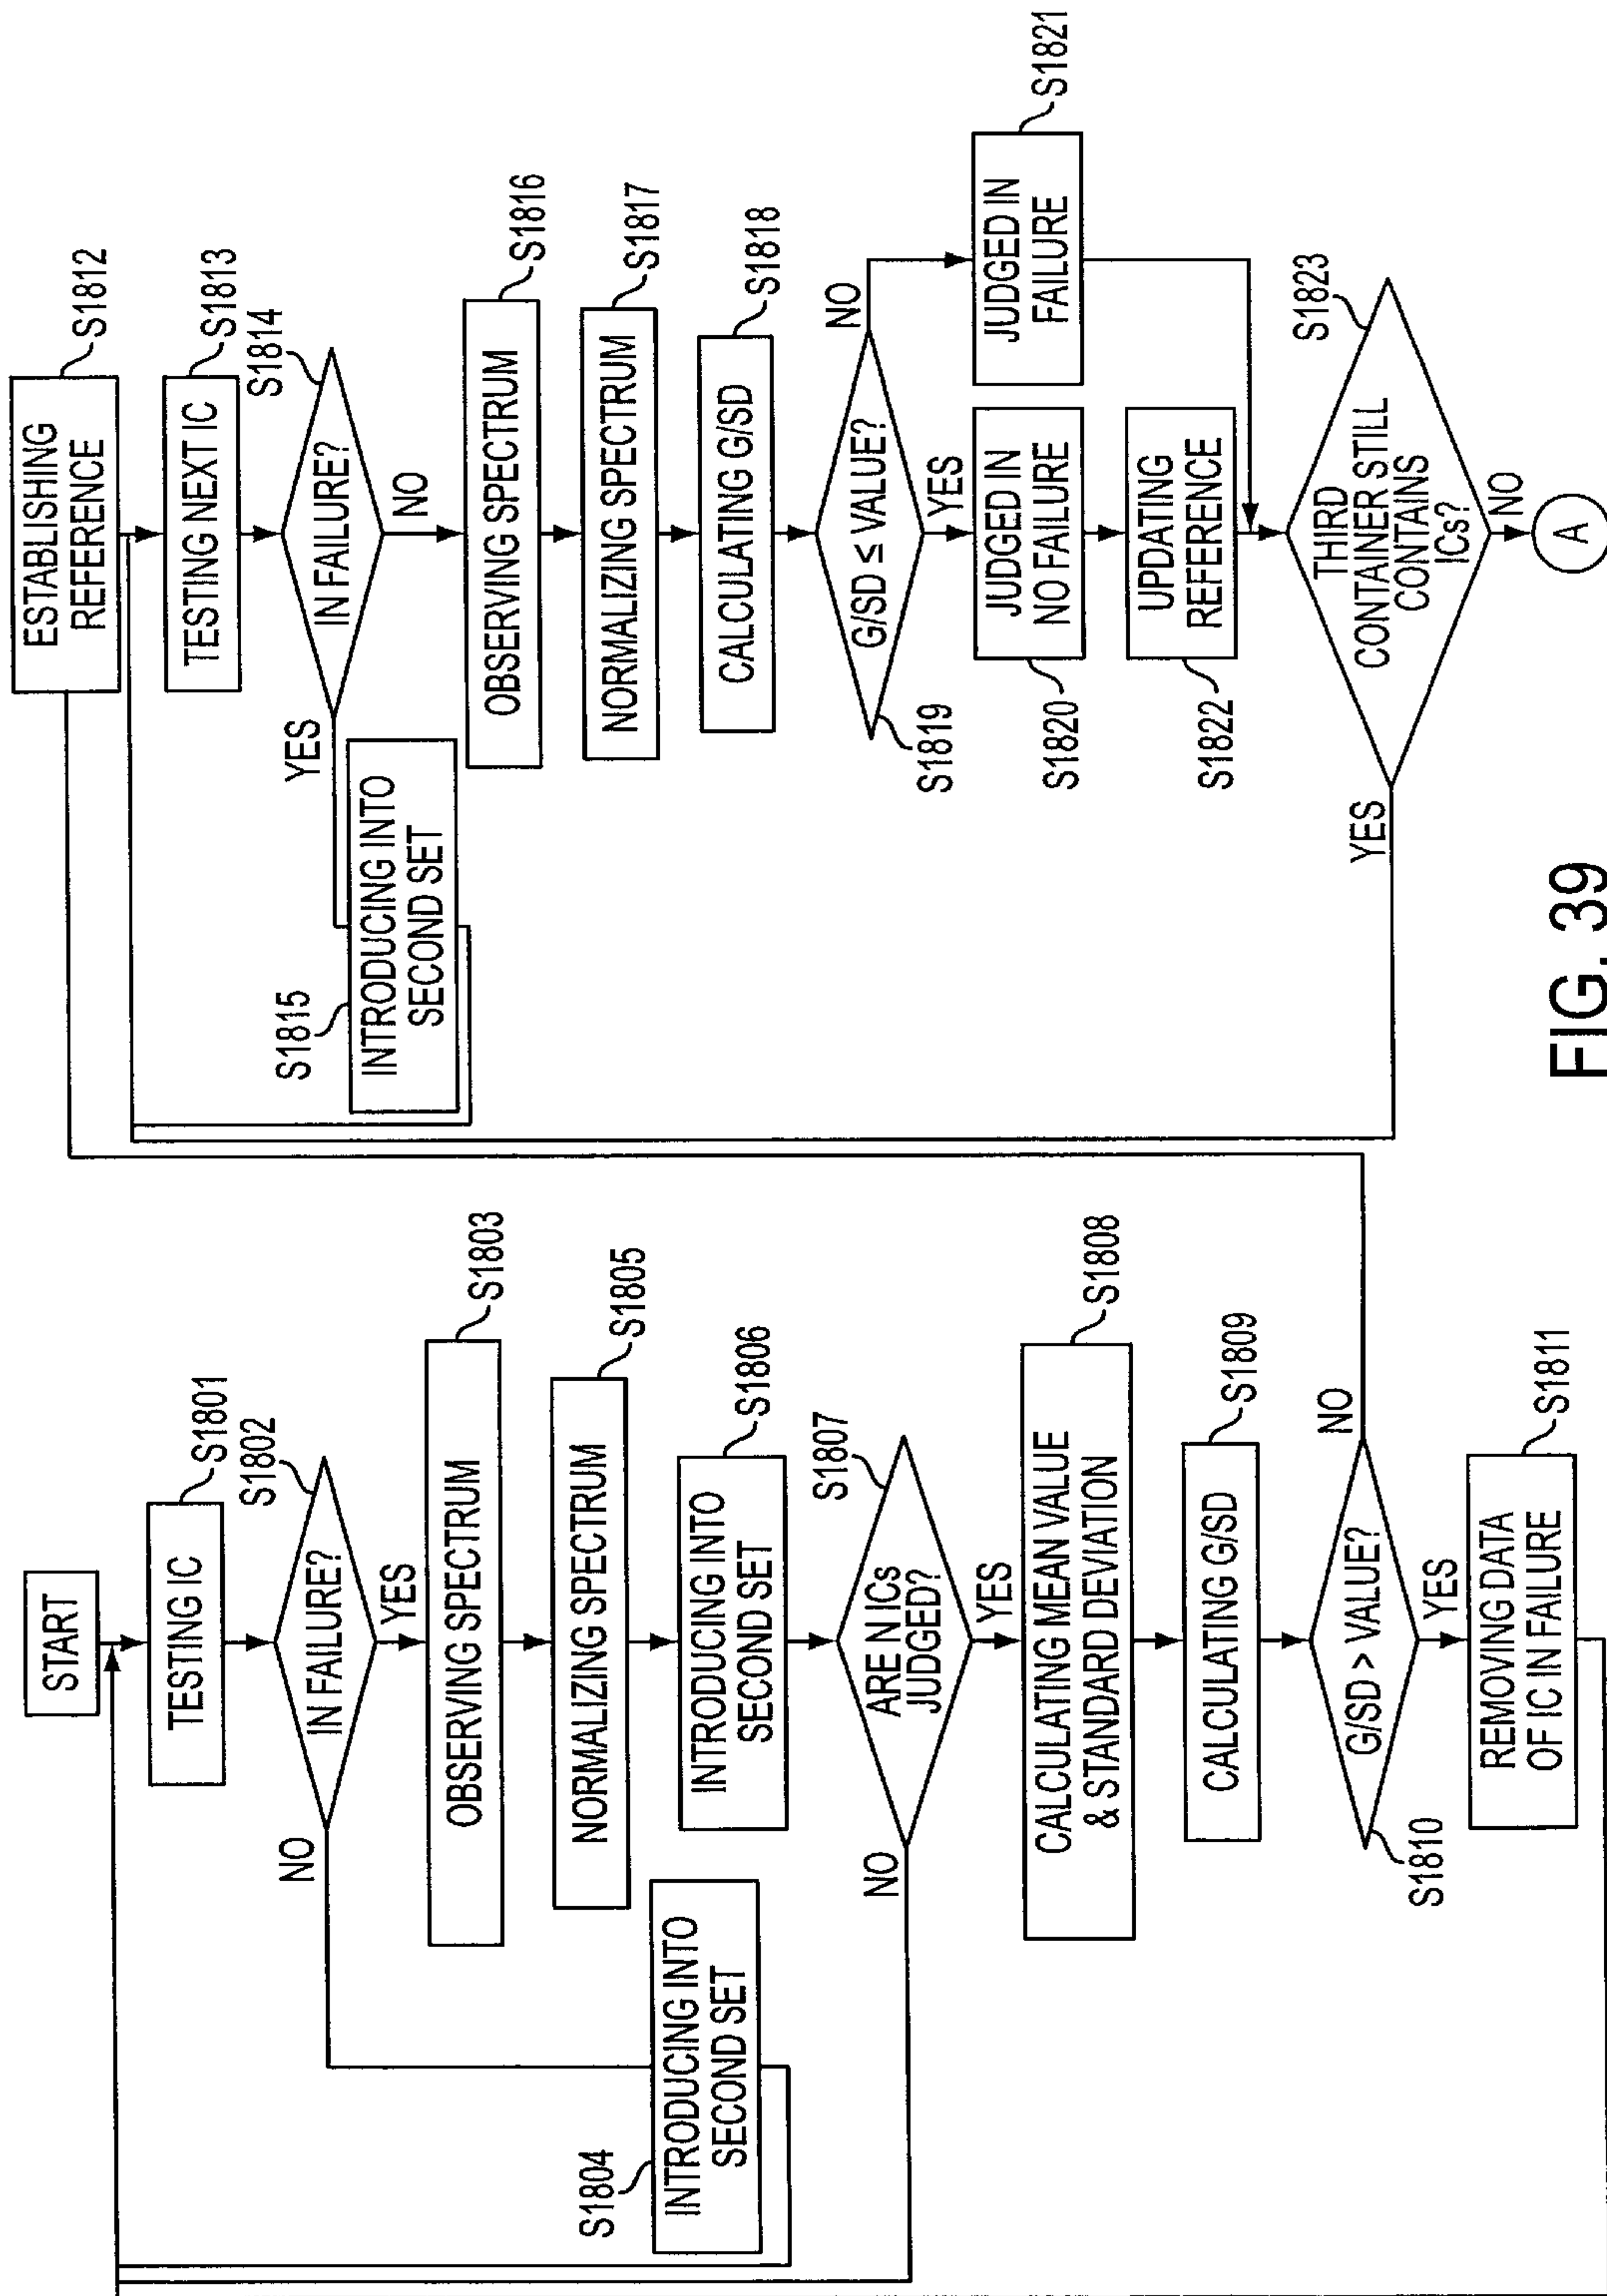 START
TESTING IC
S1801
IN FAILURE?
S1802
NO
YES
OBSERVING SPECTRUM
S1803
S1804
INTRODUCING INTO
SECOND SET
NORMALIZING SPECTRUM
S1805
INTRODUCING INTO
SECOND SET
S1806
ARE N ICs
JUDGED?
S1807
NO
YES
CALCULATING MEAN VALUE
& STANDARD DEVIATION
S1808
CALCULATING G/SD
S1809
G/SD > VALUE?
S1810
NO
YES
REMOVING DATA
OF IC IN FAILURE
S1811
ESTABLISHING
REFERENCE
S1812
TESTING NEXT IC
S1813
IN FAILURE?
S1814
YES
NO
S1815
INTRODUCING INTO
SECOND SET
OBSERVING SPECTRUM
S1816
NORMALIZING SPECTRUM
S1817
CALCULATING G/SD
S1818
G/SD ≤ VALUE?
S1819
NO
YES
JUDGED IN
NO FAILURE
S1820
JUDGED IN
FAILURE
S1821
UPDATING
REFERENCE
S1822
THIRD
CONTAINER STILL
CONTAINS
ICs?
S1823
YES
NO
A
FIG. 39